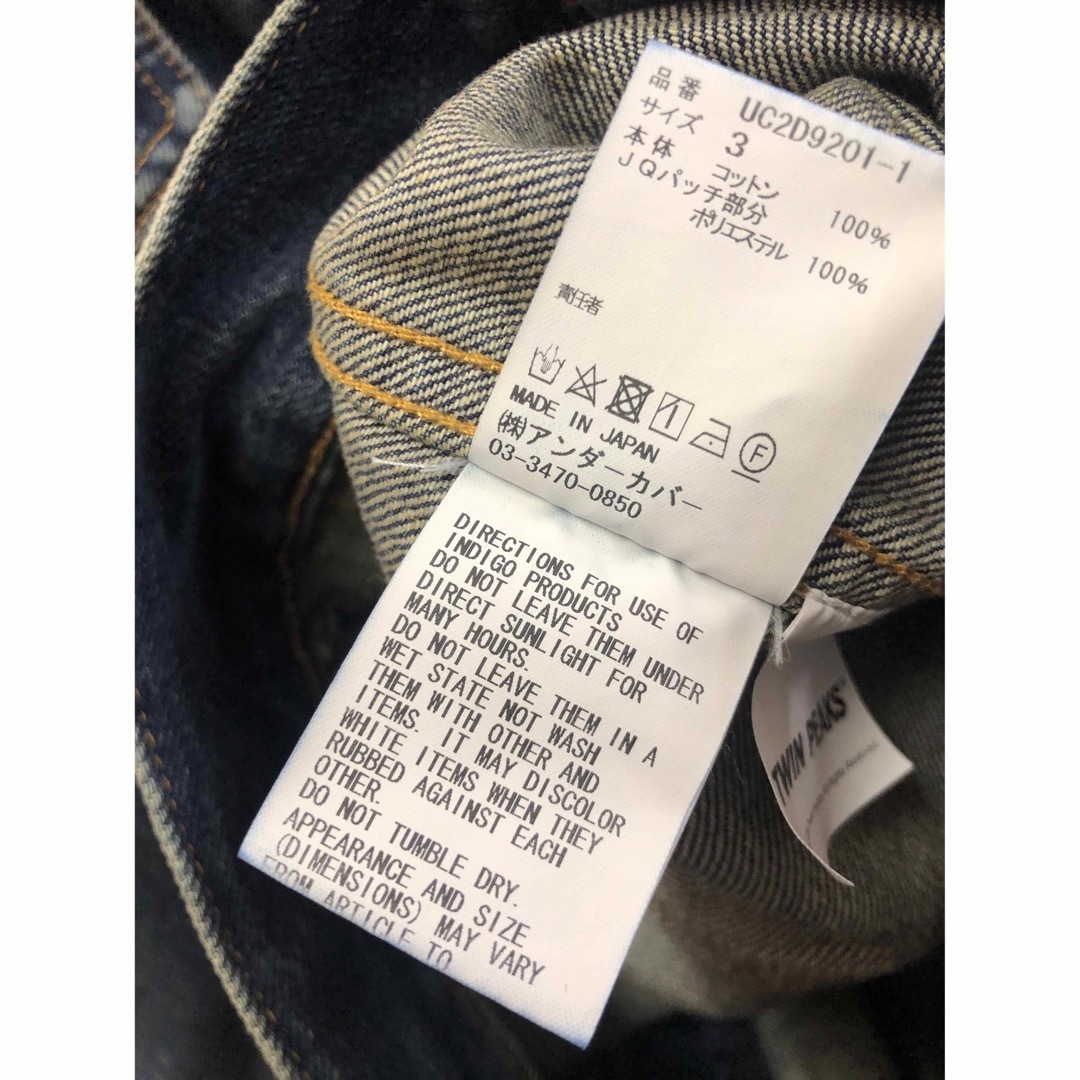 品番 UC2D9201-1
サイズ 3
本体 コットン 100%
JQパッチ部分
ポリエステル 100%
責任者
1
F
MADE IN JAPAN
㈱アンダーカバー
03-3470-0850
DIRECTIONS FOR USE OF
INDIGO PRODUCTS
DO NOT LEAVE THEM UNDER
DIRECT SUNLIGHT FOR
MANY HOURS.
DO NOT LEAVE THEM IN A
WET STATE NOT WASH
THEM WITH OTHER AND
ITEMS. IT MAY DISCOLOR
WHITE ITEMS WHEN THEY
RUBBED AGAINST EACH
OTHER.
DO NOT TUMBLE DRY.
APPEARANCE AND SIZE
(DIMENSIONS) MAY VARY
FROM ARTICLE TO
TWIN PEAKS